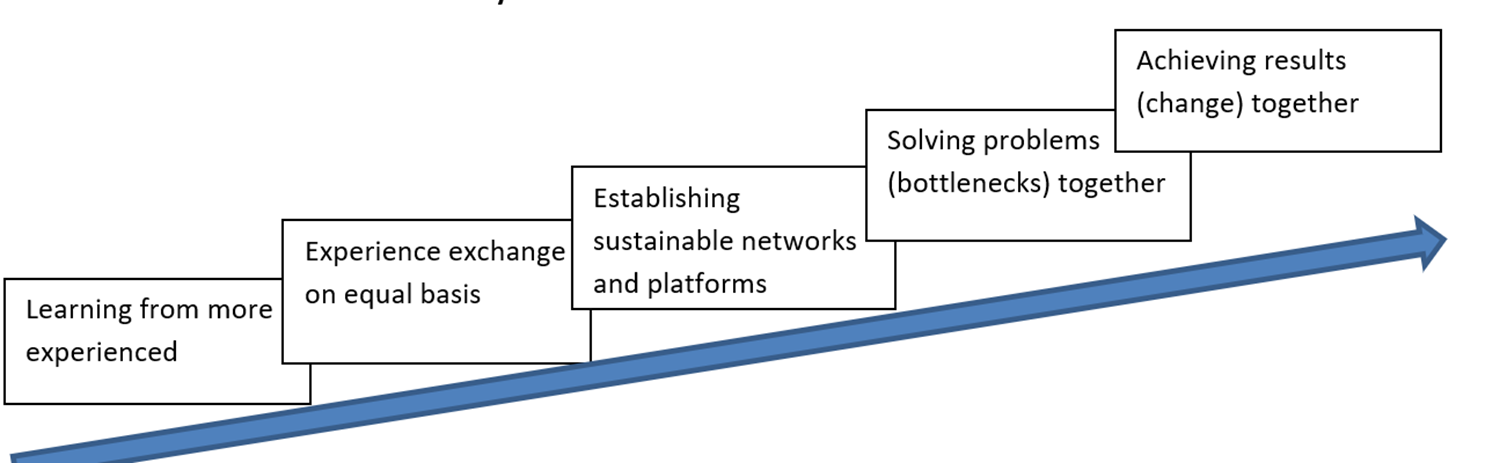 Learning from more
experienced
Experience exchange
on equal basis
Establishing
sustainable networks
and platforms
Solving problems
(bottlenecks) together
Achieving results
(change) together